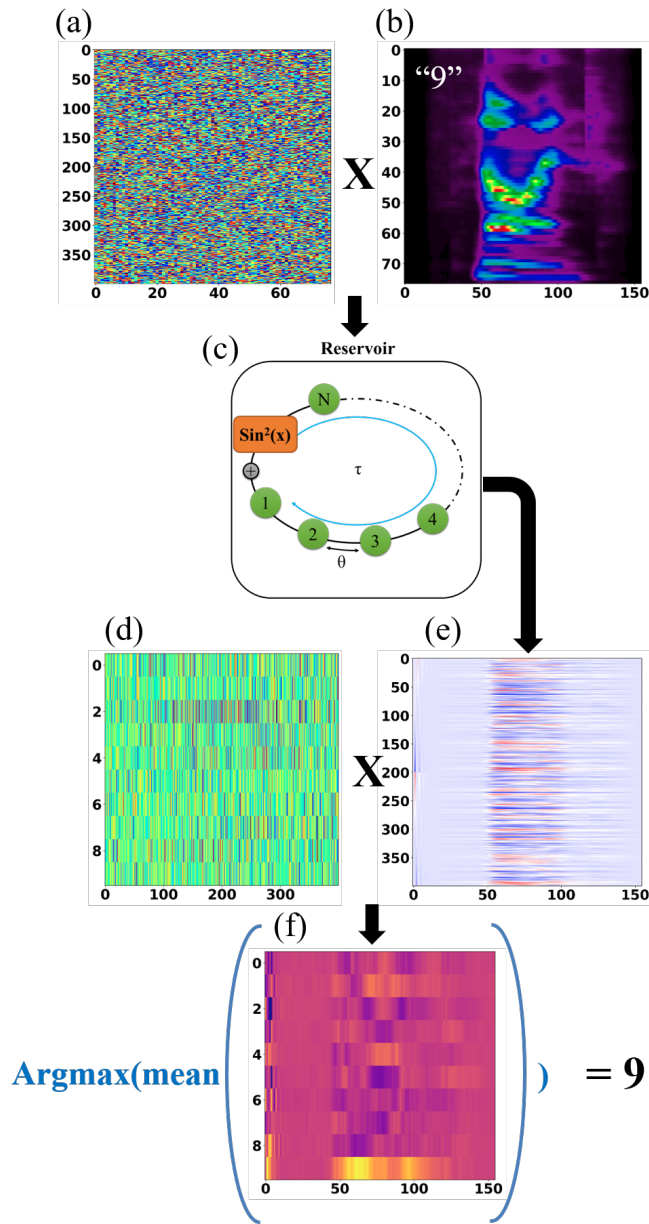 (a)
(b)
0
50
100
150
200
250
300
350
0 20 40 60
X
0
10
20
30
40
50
60
70
0 50 100 150
“9”
(c)
Reservoir
N
Sin²(x)
+
τ
1
2
3
4
θ
(d)
(e)
0
2
4
6
8
0 100 200 300
X
0
50
100
150
200
250
300
350
0 50 100 150
(f)
0
2
4
6
8
0 50 100 150
Argmax(mean ) = 9